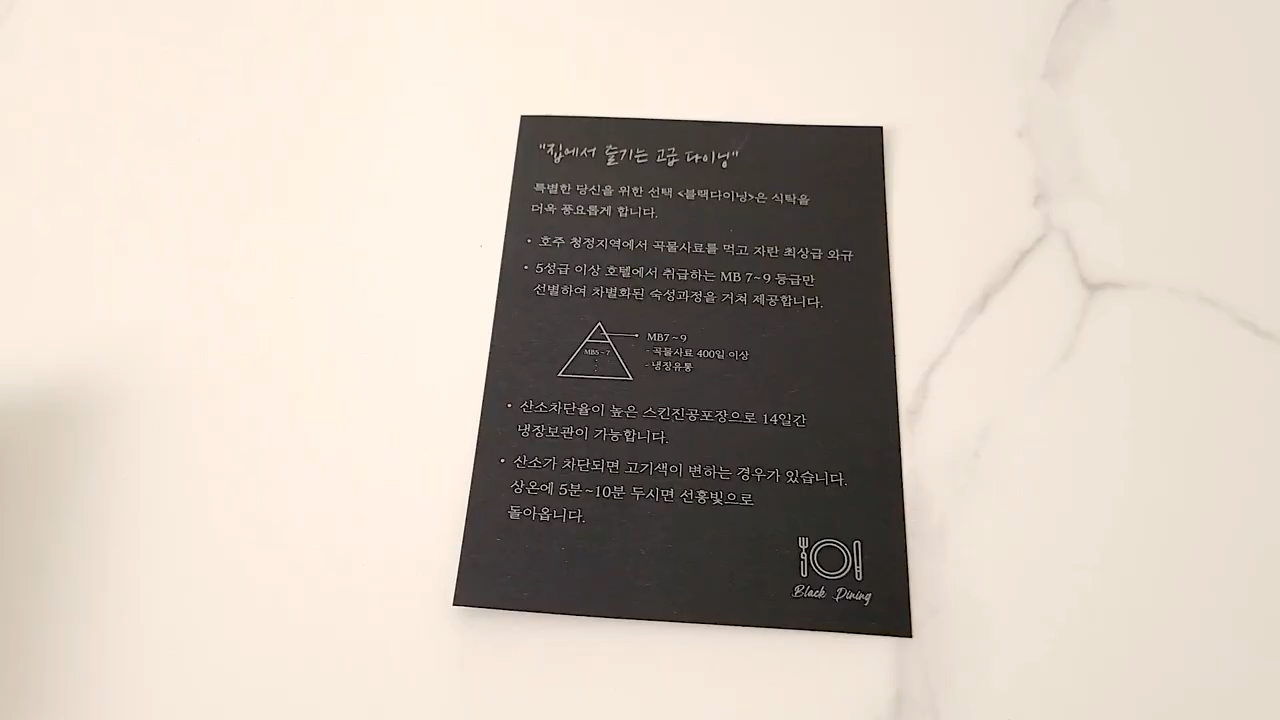 "집에서 즐기는 고급 다이닝"
특별한 당신을 위한 선택 <블랙다이닝>은 식탁을
더욱 풍요롭게 합니다.
• 호주 청정지역에서 곡물사료를 먹고 자란 최상급 와규
• 5성급 이상 호텔에서 취급하는 MB 7~9 등급만
선별하여 차별화된 숙성과정을 거쳐 제공합니다.
MB7~9
MB5~7
- 곡물사료 400일 이상
- 냉장유통
• 산소차단율이 높은 스킨진공포장으로 14일간
냉장보관이 가능합니다.
• 산소가 차단되면 고기색이 변하는 경우가 있습니다.
상온에 5분~10분 두시면 선홍빛으로
돌아옵니다.
Black Dining